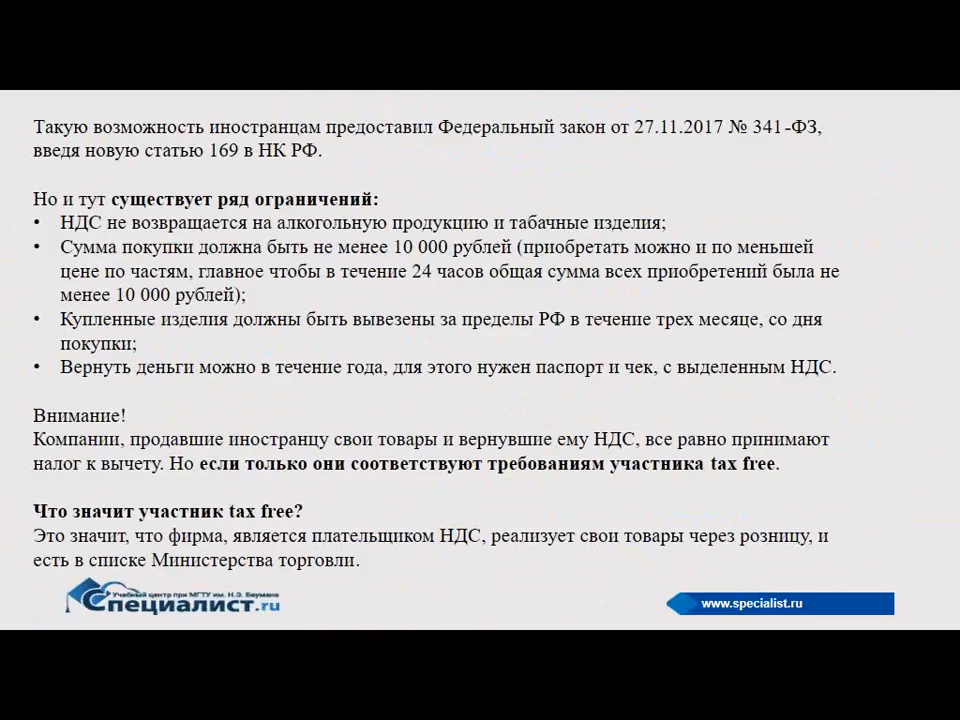 Такую возможность иностранцам предоставил Федеральный закон от 27.11.2017 № 341-ФЗ,
введя новую статью 169 в НК РФ.
Но и тут существует ряд ограничений:
• НДС не возвращается на алкогольную продукцию и табачные изделия;
• Сумма покупки должна быть не менее 10 000 рублей (приобретать можно и по меньшей
цене по частям, главное чтобы в течение 24 часов общая сумма всех приобретений была не
менее 10 000 рублей);
• Купленные изделия должны быть вывезены за пределы РФ в течение трех месяце, со дня
покупки;
• Вернуть деньги можно в течение года, для этого нужен паспорт и чек, с выделенным НДС.
Внимание!
Компании, продавшие иностранцу свои товары и вернувшие ему НДС, все равно принимают
налог к вычету. Но если только они соответствуют требованиям участника tax free.
Что значит участник tax free?
Это значит, что фирма, является плательщиком НДС, реализует свои товары через розницу, и
есть в списке Министерства торговли.
Учебный центр при МГТУ им. Н.Э. Баумана
Специалист.ru
www.specialist.ru